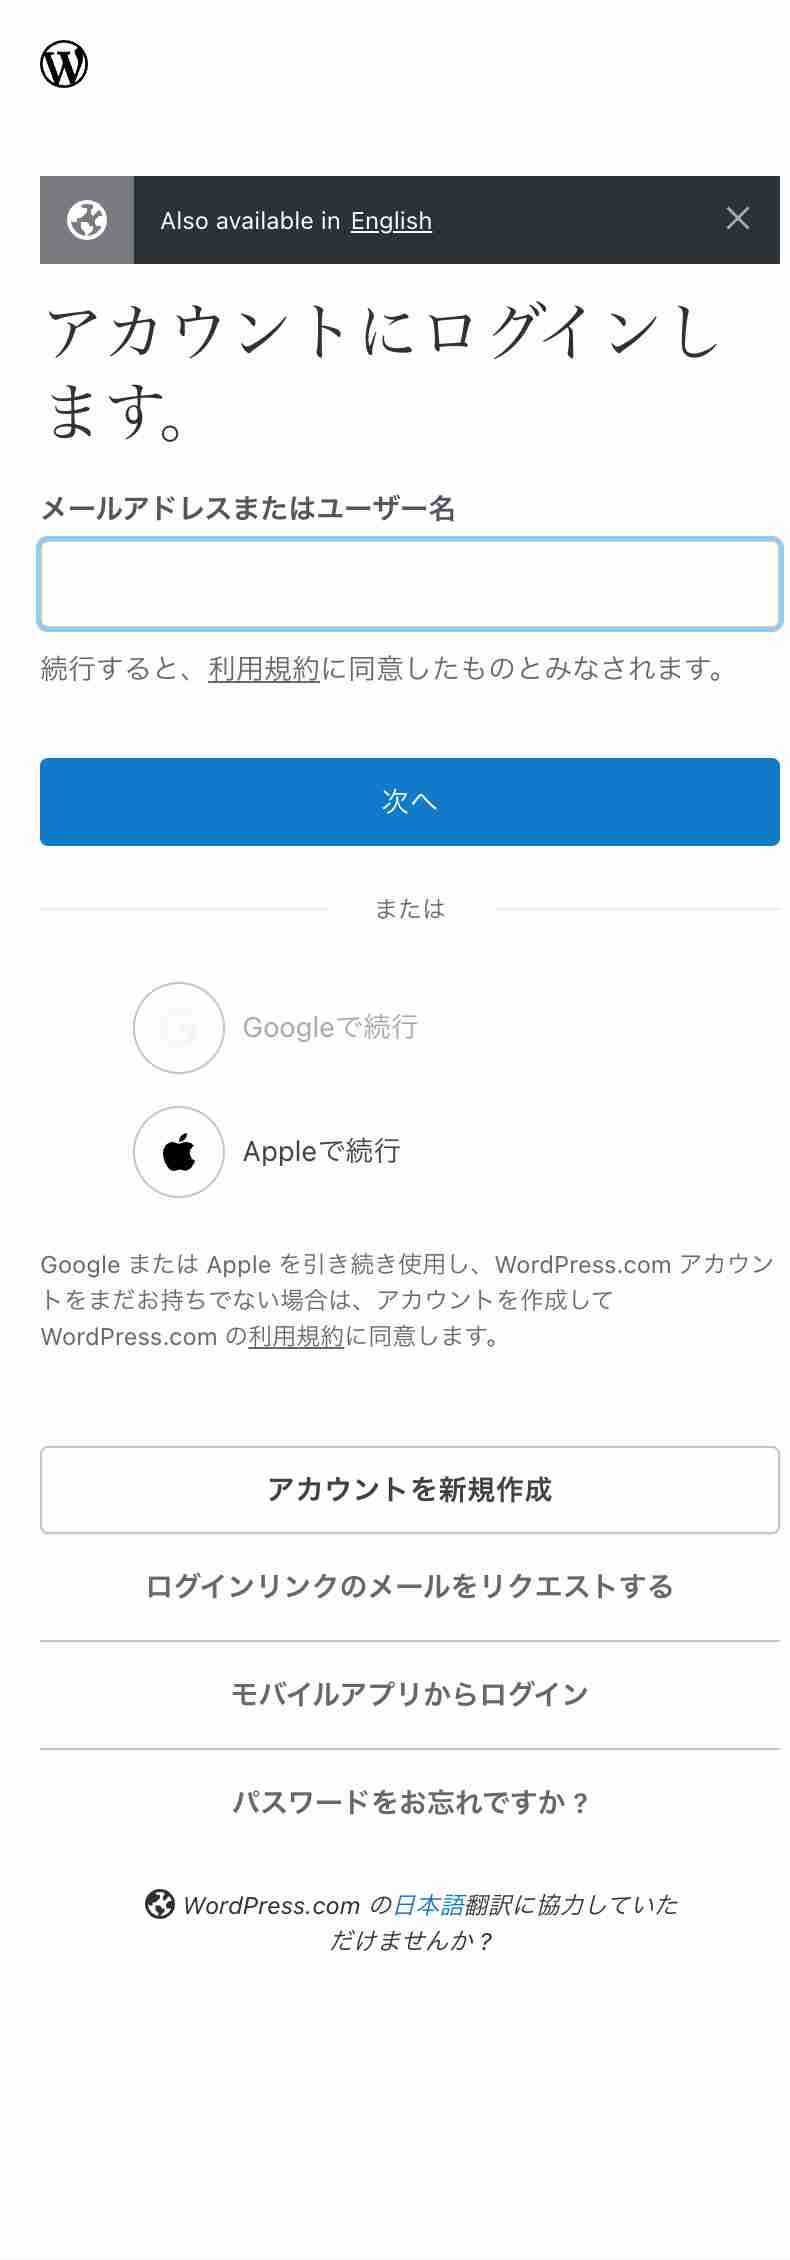 Also available in English
アカウントにログインし
ます。
メールアドレスまたはユーザー名
続行すると、利用規約に同意したものとみなされます。
次へ
または
Googleで続行
Appleで続行
Google または Apple を引き続き使用し、WordPress.com アカウン
トをまだお持ちでない場合は、アカウントを作成して
WordPress.com の利用規約に同意します。
アカウントを新規作成
ログインリンクのメールをリクエストする
モバイルアプリからログイン
パスワードをお忘れですか ?
WordPress.com の日本語翻訳に協力していた
だけませんか ?